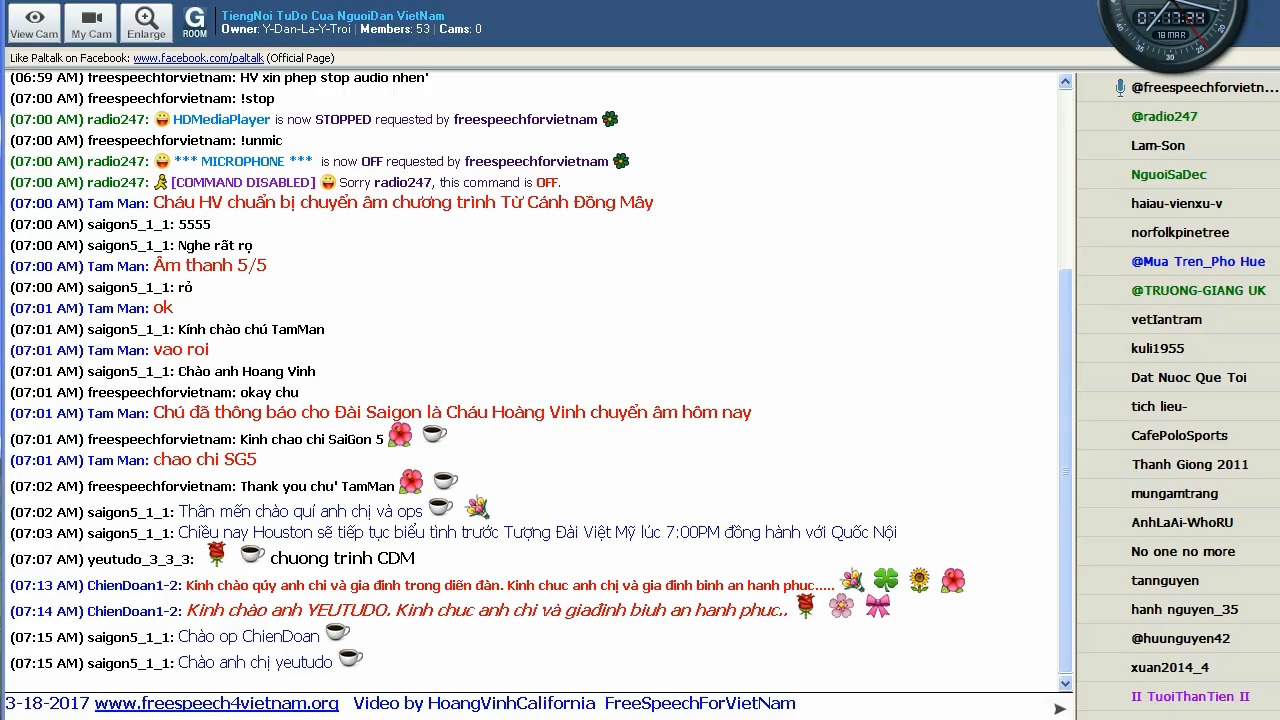 TiengNoi TuDo Cua NguoiDan VietNam
View Cam
My Cam
Enlarge
G ROOM
Owner: Y-Dan-La-Y-Troi | Members: 53 | Cams: 0
18 MAR
Like Paltalk on Facebook: www.facebook.com/paltalk (Official Page)
(06:59 AM) freespeechforvietnam: HV xin phep stop audio nhen'
(07:00 AM) freespeechforvietnam: !stop
(07:00 AM) radio247: HDMediaPlayer is now STOPPED requested by freespeechforvietnam
(07:00 AM) freespeechforvietnam: !unmic
(07:00 AM) radio247: *** MICROPHONE *** is now OFF requested by freespeechforvietnam
(07:00 AM) radio247: [COMMAND DISABLED] Sorry radio247, this command is OFF.
(07:00 AM) Tam Man: Cháu HV chuẩn bị chuyển âm chương trình Từ Cánh Đồng Mây
(07:00 AM) saigon5_1_1: 5555
(07:00 AM) saigon5_1_1: Nghe rất rọ
(07:00 AM) Tam Man: Âm thanh 5/5
(07:00 AM) saigon5_1_1: rỏ
(07:01 AM) Tam Man: ok
(07:01 AM) saigon5_1_1: Kính chào chú TamMan
(07:01 AM) Tam Man: vao roi
(07:01 AM) saigon5_1_1: Chào anh Hoang Vinh
(07:01 AM) freespeechforvietnam: okay chu
(07:01 AM) Tam Man: Chú đã thông báo cho Đài Saigon là Cháu Hoàng Vinh chuyển âm hôm nay
(07:01 AM) freespeechforvietnam: Kinh chao chi SaiGon 5
(07:01 AM) Tam Man: chao chi SG5
(07:02 AM) freespeechforvietnam: Thank you chu' TamMan
(07:02 AM) saigon5_1_1: Thân mến chào quí anh chị và ops
(07:03 AM) saigon5_1_1: Chiều nay Houston sẽ tiếp tục biểu tình trước Tượng Đài Việt Mỹ lúc 7:00PM đồng hành với Quốc Nội
(07:07 AM) yeutudo_3_3_3: chuong trinh CDM
(07:13 AM) ChienDoan1-2: Kinh chào qúy anh chi và gia đinh trong diến đàn. Kinh chuc anh chị và gia đinh binh an hanh phuc.....
(07:14 AM) ChienDoan1-2: Kinh chào anh YEUTUDO. Kinh chuc anh chi và giađinh biuh an hanh phuc..
(07:15 AM) saigon5_1_1: Chào op ChienDoan
(07:15 AM) saigon5_1_1: Chào anh chị yeutudo
@freespeechforvietn...
@radio247
Lam-Son
NguoiSaDec
haiau-vienxu-v
norfolkpinetree
@Mua Tren_Pho Hue
@TRUONG-GIANG UK
vetIantram
kuli1955
Dat Nuoc Que Toi
tich lieu-
CafePoloSports
Thanh Giong 2011
mungamtrang
AnhLaAi-WhoRU
No one no more
tannguyen
hanh nguyen_35
@huunguyen42
xuan2014_4
II TuoiThanTien II
3-18-2017 www.freespeech4vietnam.org Video by HoangVinhCalifornia FreeSpeechForVietNam